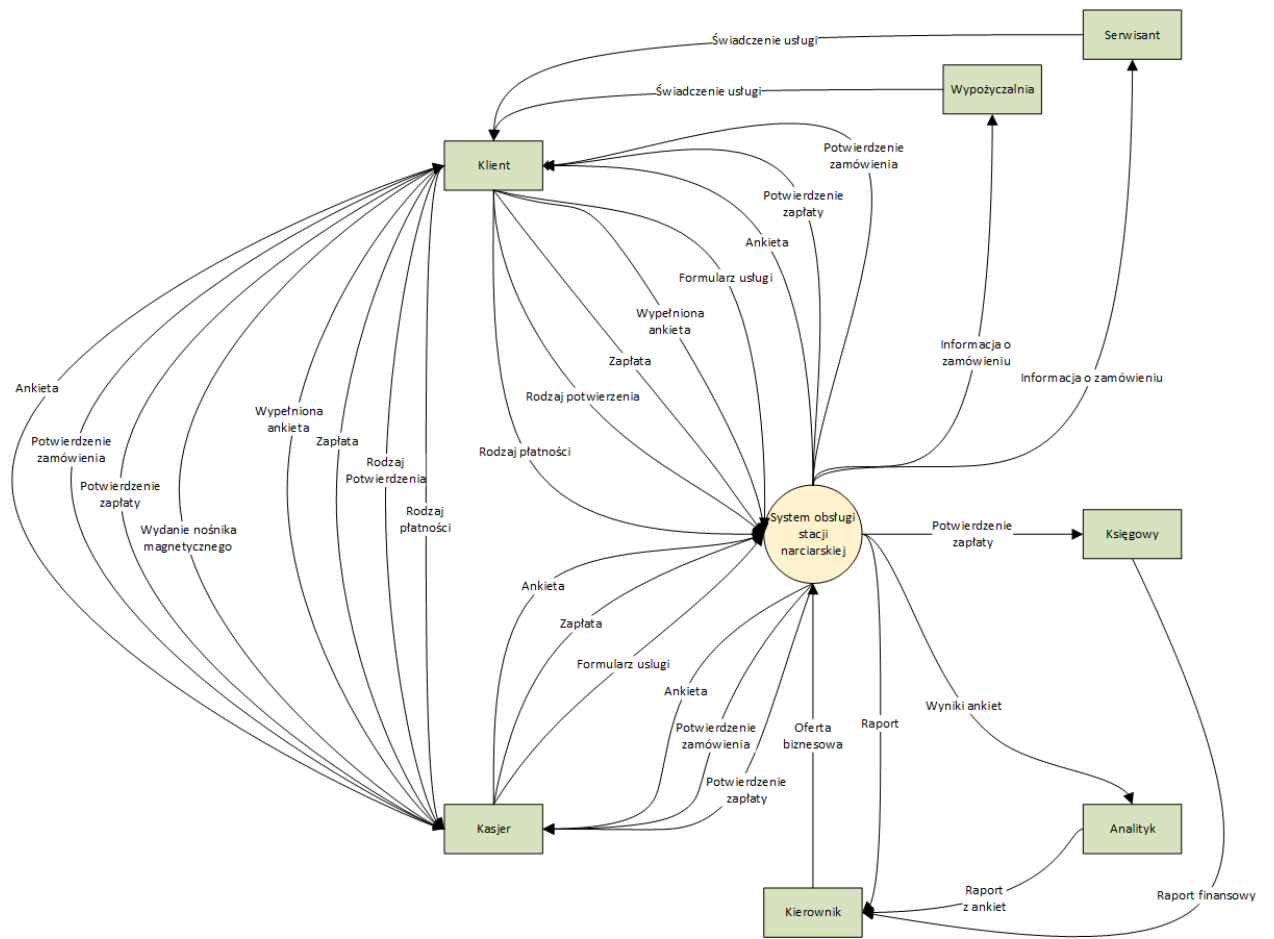 Serwisant
Świadczenie usługi
Wypożyczalnia
Świadczenie usługi
Klient
Potwierdzenie
zamówienia
Potwierdzenie
zapłaty
Ankieta
Formularz usługi
Wypełniona
ankieta
Informacja o
zamówieniu
Zapłata
Informacja o zamówieniu
Ankieta
Rodzaj potwierzenia
Wypełniona
ankieta
Potwierdzenie
zamówienia
Zapłata
Rodzaj płatności
Rodzaj
Potwierdzenia
Potwierdzenie
zapłaty
Rodzaj
płatności
Wydanie nośnika
magnetycznego
System obsługi
stacji
narciarskiej
Potwierdzenie
zapłaty
Księgowy
Ankieta
Zapłata
Formularz uslugi
Ankieta
Wyniki ankiet
Potwierdzenie
zamówienia
Oferta
biznesowa
Raport
Potwierdzenie
zapłaty
Kasjer
Analityk
Raport
z ankiet
Raport finansowy
Kierownik